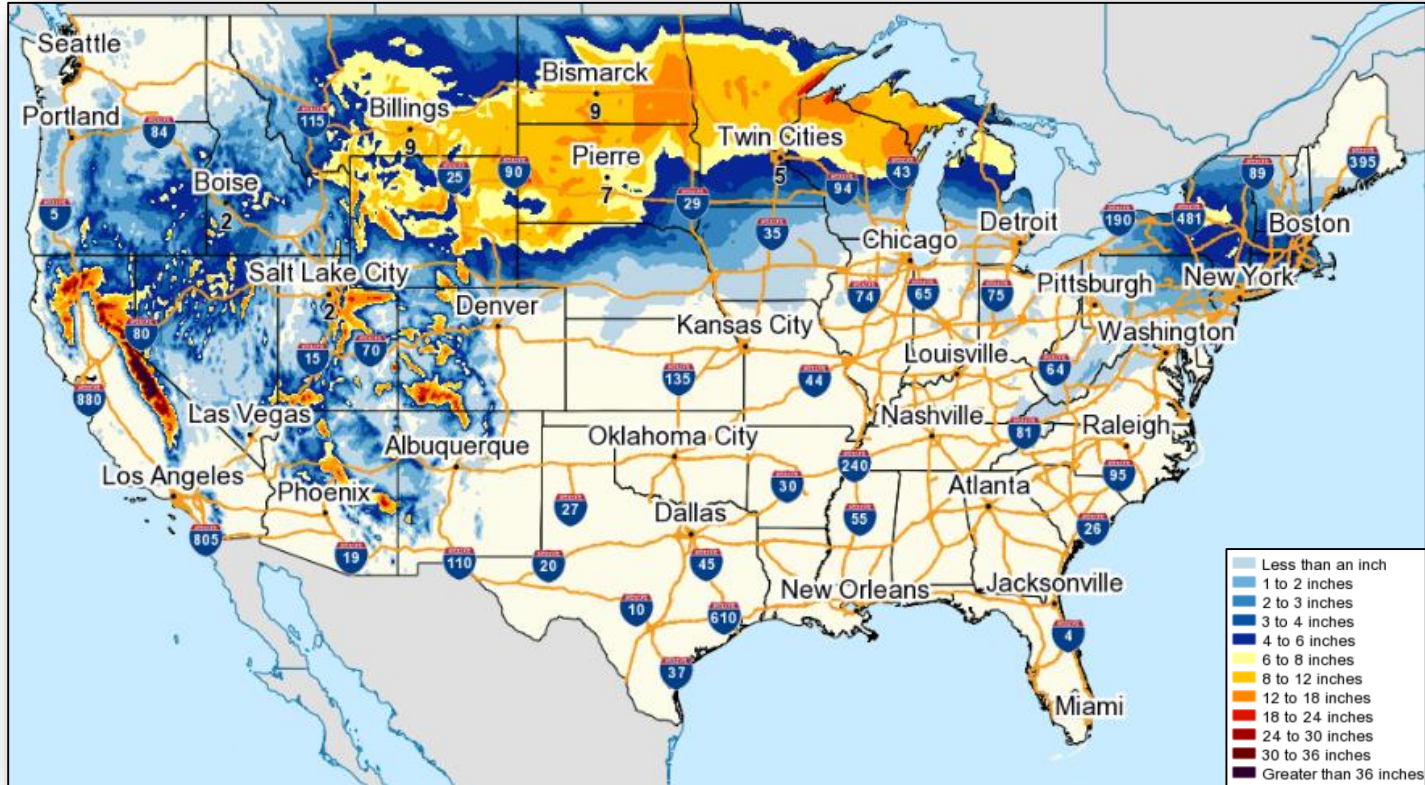 Seattle
Portland
84
5
115
Billings
9
Bismarck
9
Twin Cities
5
Pierre
7
25
90
29
94
43
35
Boise
2
Salt Lake City
2
80
15
70
Denver
Chicago
Detroit
190
481
89
395
Boston
New York
Pittsburgh
Washington
74
65
75
Kansas City
Louisville
64
135
44
880
Las Vegas
Albuquerque
Oklahoma City
Nashville
81
Raleigh
95
Los Angeles
Phoenix
805
19
110
27
20
30
240
55
Dallas
45
Atlanta
26
10
610
New Orleans
Jacksonville
4
37
Miami
Less than an inch
1 to 2 inches
2 to 3 inches
3 to 4 inches
4 to 6 inches
6 to 8 inches
8 to 12 inches
12 to 18 inches
18 to 24 inches
24 to 30 inches
30 to 36 inches
Greater than 36 inches